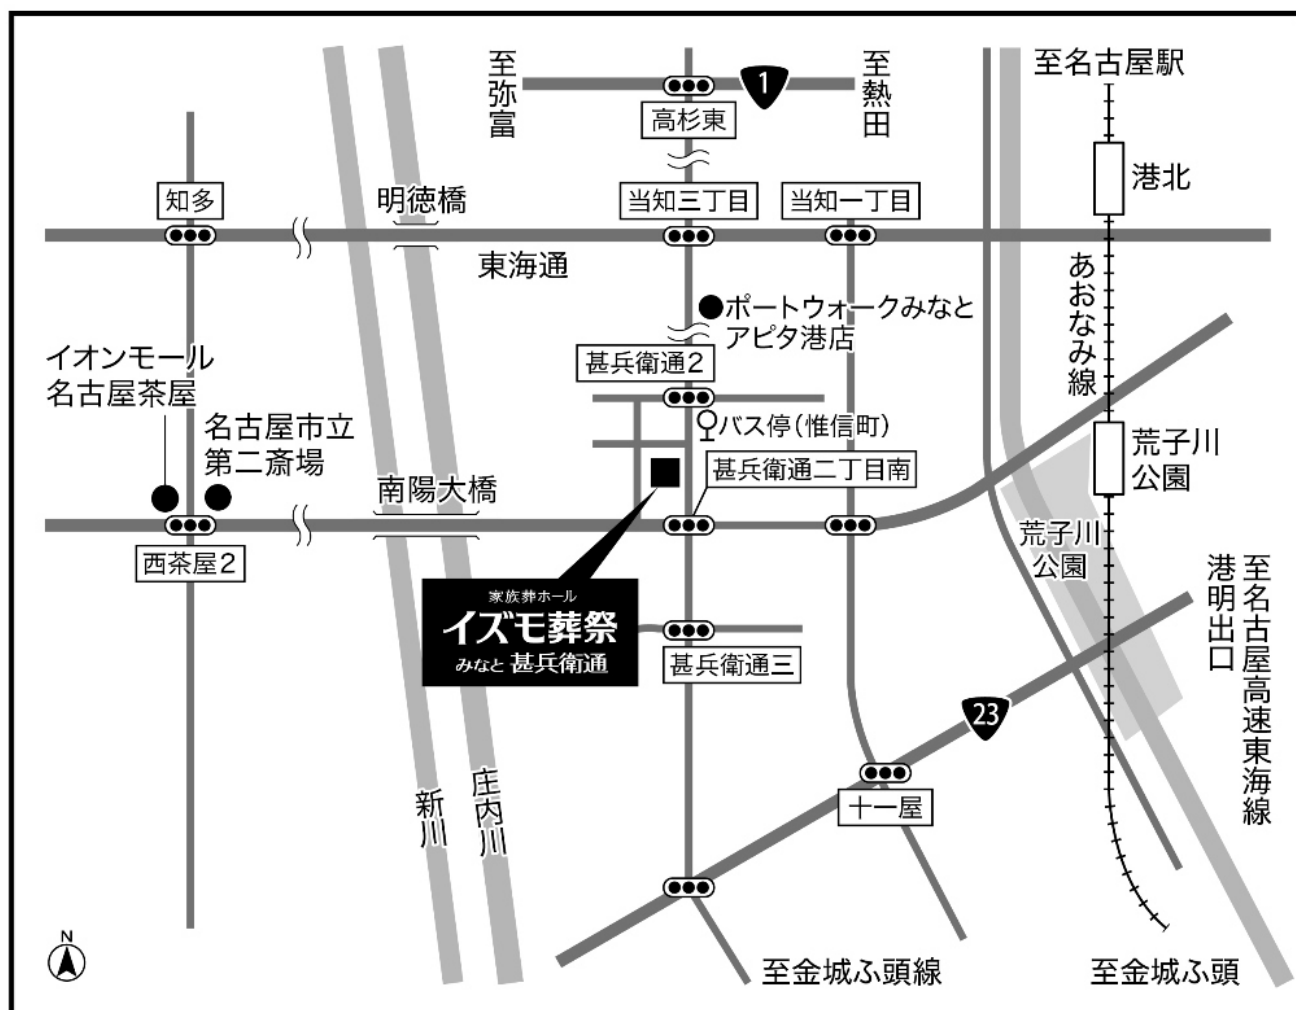 至弥富
1
至熱田
高杉東
至名古屋駅
港北
知多
明徳橋
当知三丁目
当知一丁目
東海通
あおなみ線
ポートウォークみなと
アピタ港店
イオンモール
名古屋茶屋
甚兵衛通2
名古屋市立
第二斎場
バス停(惟信町)
荒子川
公園
甚兵衛通二丁目南
南陽大橋
西茶屋2
荒子川
公園
家族葬ホール
イズモ葬祭
みなと 甚兵衛通
甚兵衛通三
至名古屋高速東海線
港明出口
23
新川
庄内川
十一屋
N
至金城ふ頭線
至金城ふ頭